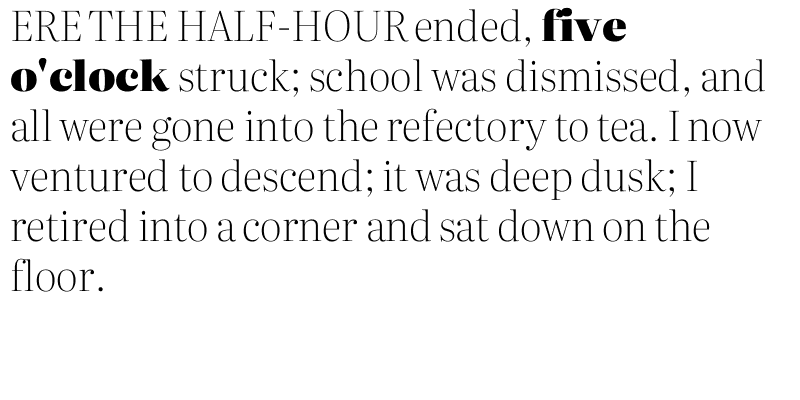 ERE THE HALF-HOUR ended, five
o'clock struck; school was dismissed, and
all were gone into the refectory to tea. I now
ventured to descend; it was deep dusk; I
retired into a corner and sat down on the
floor.